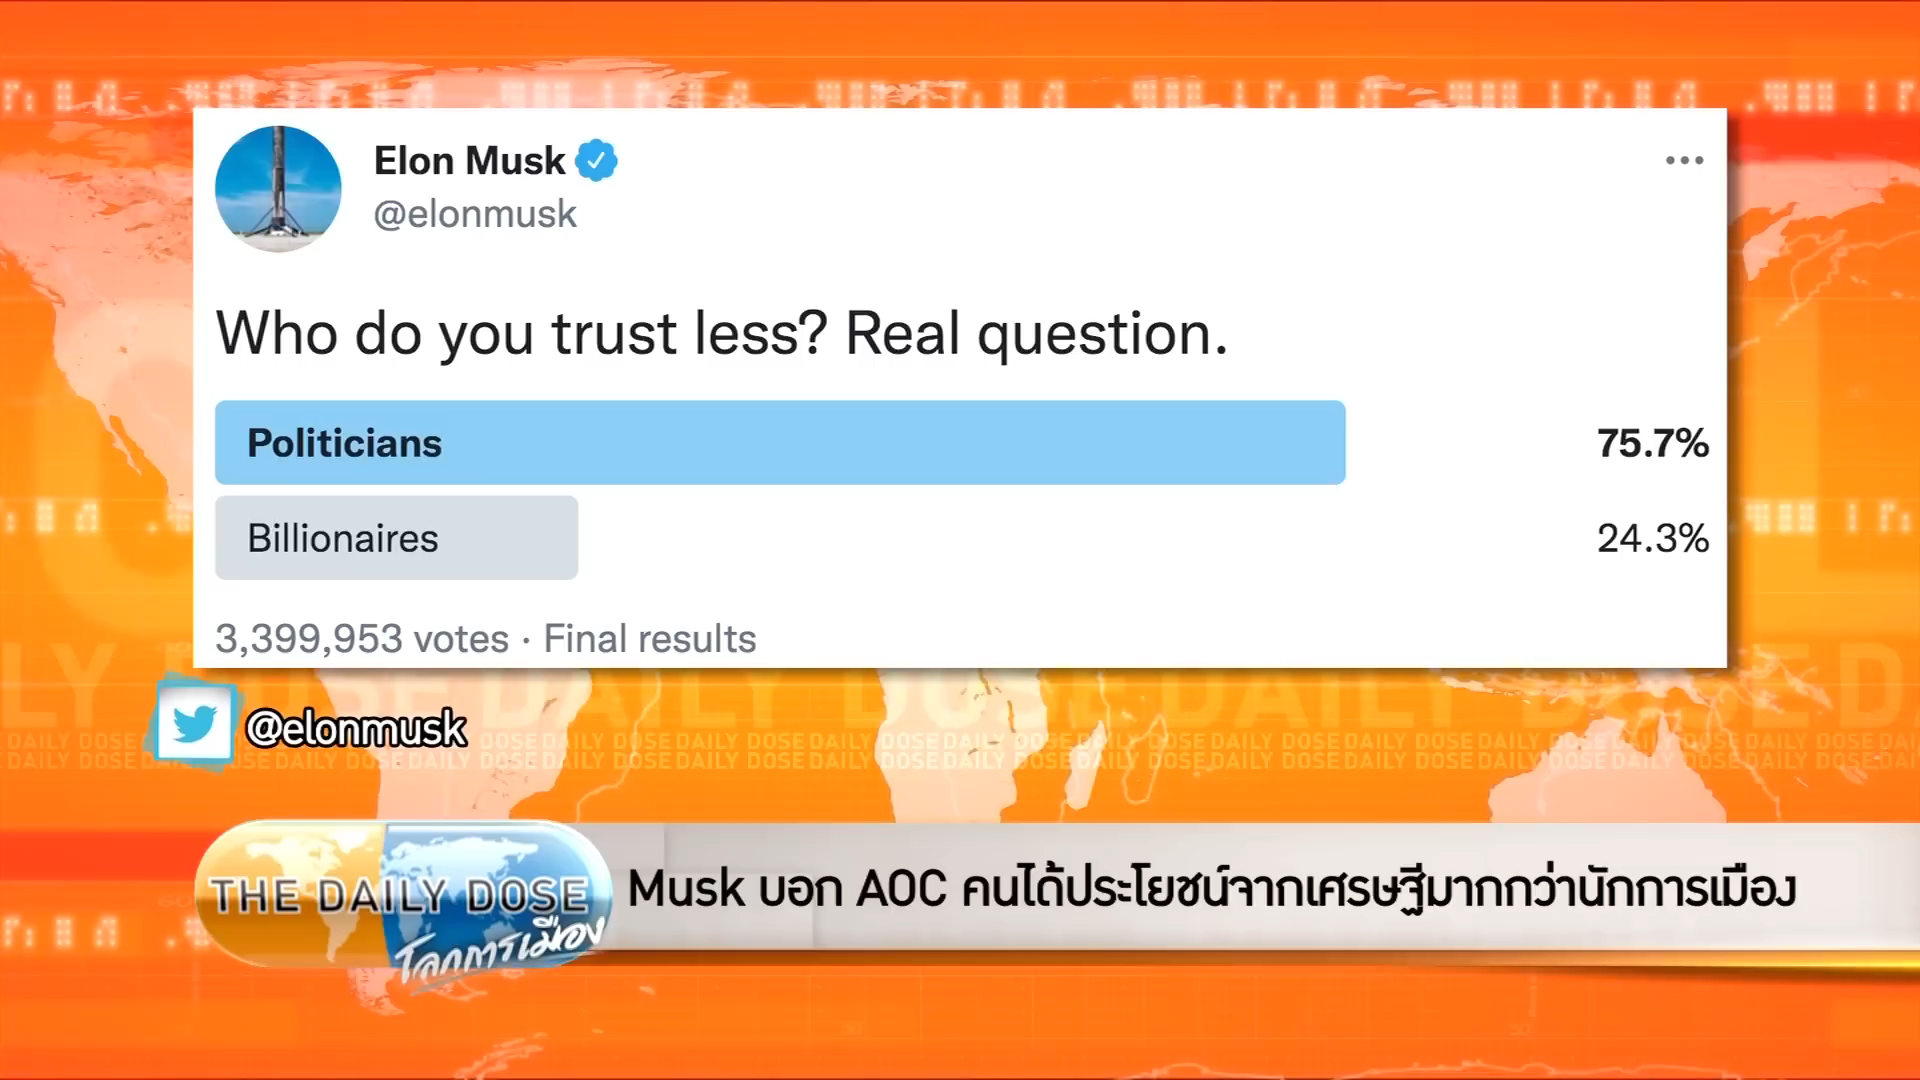 Elon Musk
@elonmusk
Who do you trust less? Real question.
Politicians 75.7%
Billionaires 24.3%
3,399,953 votes · Final results
@elonmusk
THE DAILY DOSE
โลกการเมือง
Musk บอก AOC คนได้ประโยชน์จากเศรษฐีมากกว่านักการเมือง